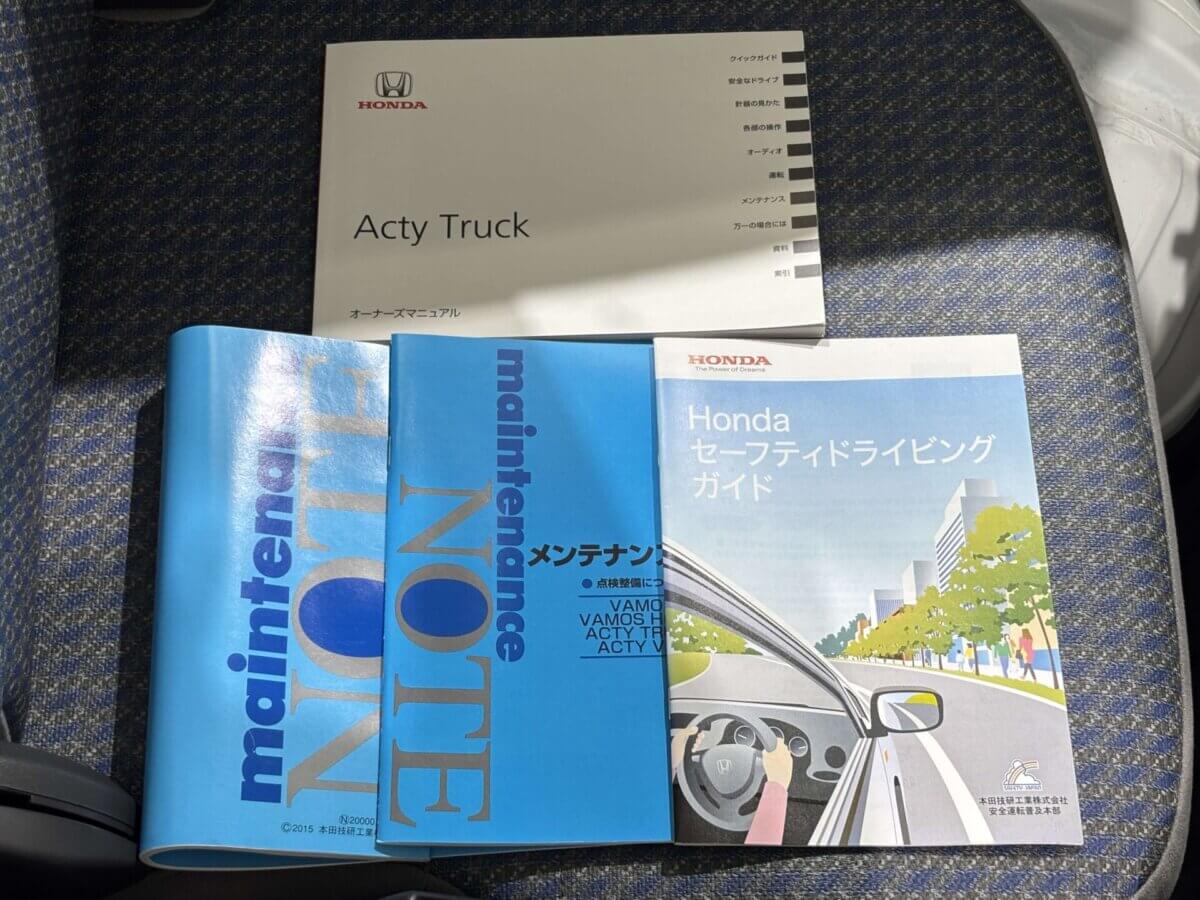 HONDA
Acty Truck
オーナーズマニュアル
クイックガイド
安全なドライブ
計器の見かた
各部の操作
オーディオ
運転
メンテナンス
万一の場合には
資料
索引
maintenan
NOTE
Ⓝ20000
©2015 本田技研工業
maintenance
NOTE
メンテナンス
● 点検整備につ
VAMO
VAMOS H
ACTY TR
ACTY V
HONDA
The Power of Dreams
Honda
セーフティドライビング
ガイド
SAFETY JAPAN
本田技研工業株式会社
安全運転普及本部